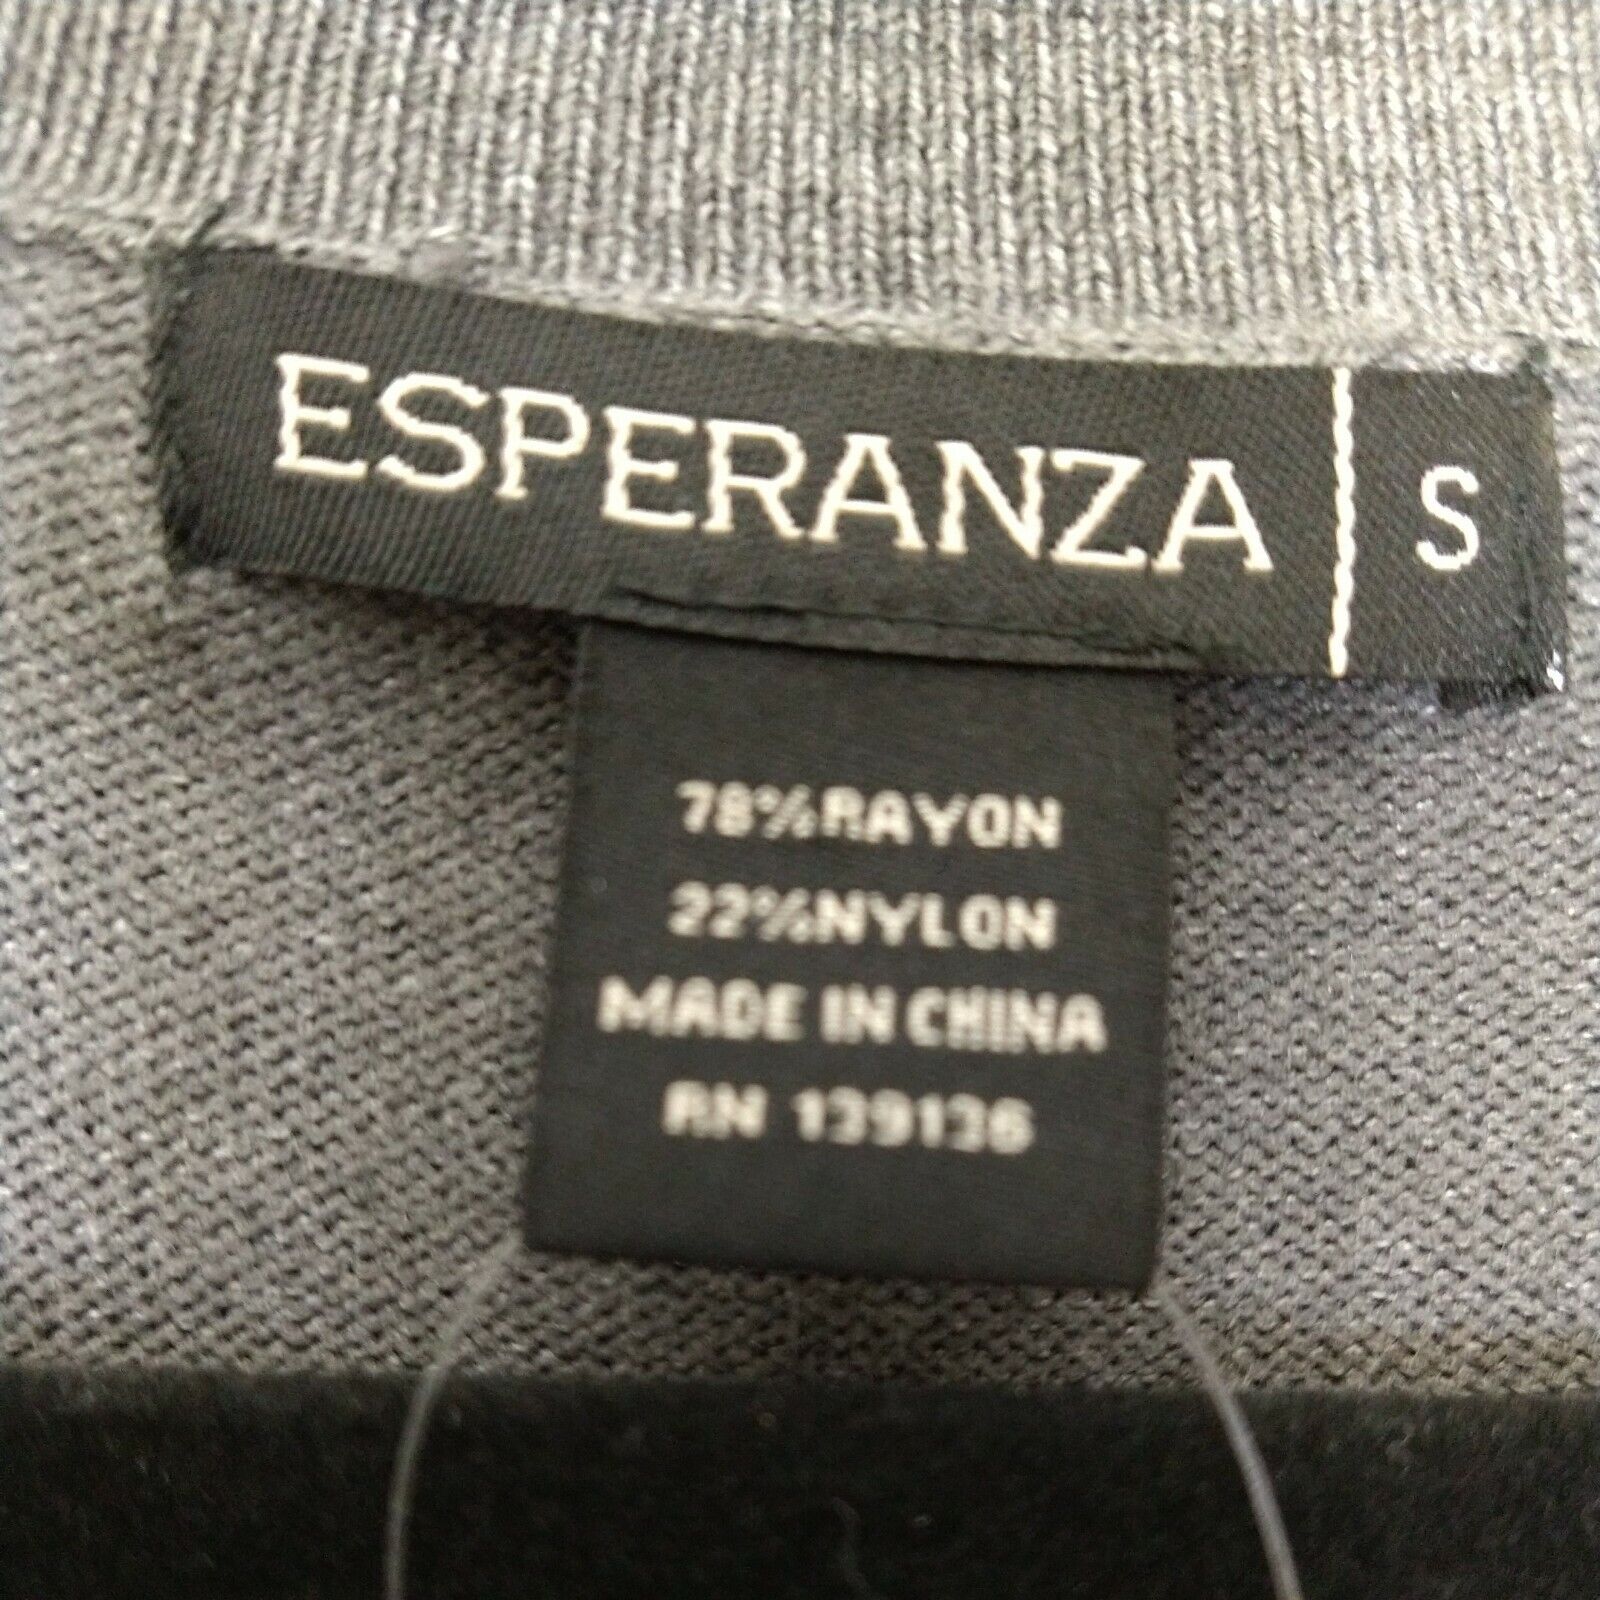 ESPERANZA S
78%RAYON
22%NYLON
MADE IN CHINA
RN 139136